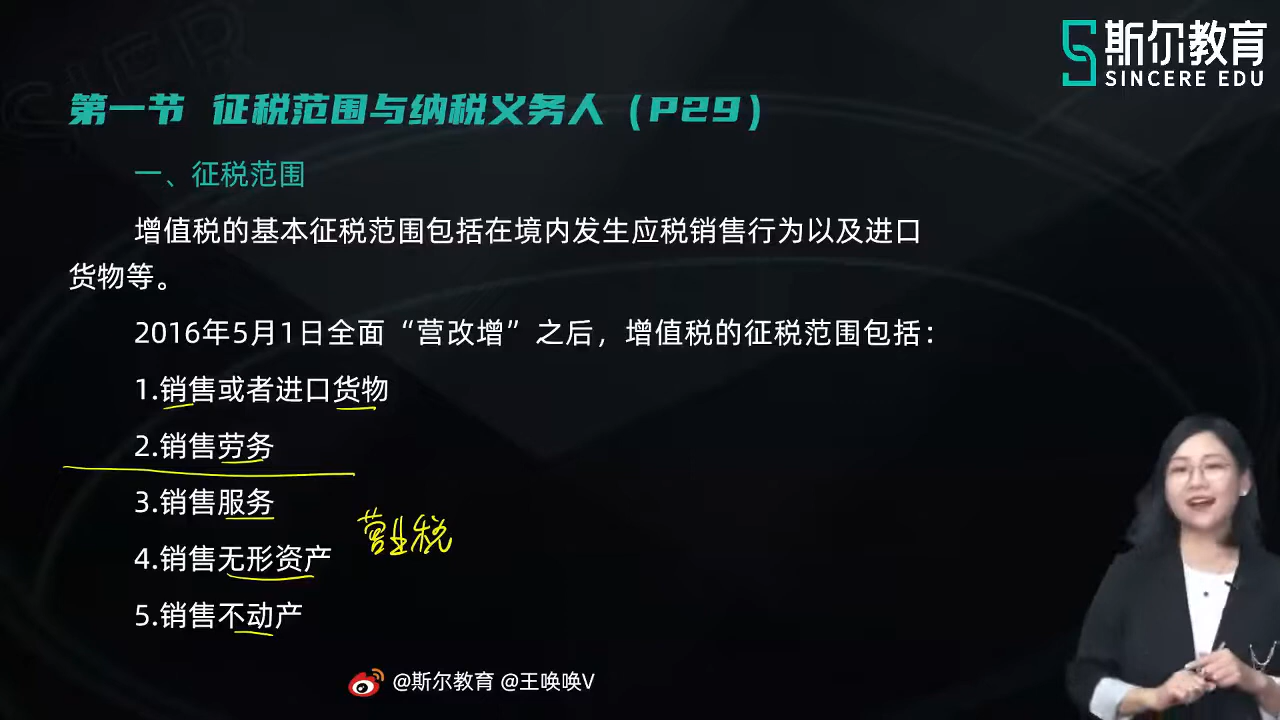 斯尔教育
SINCERE EDU
第一节 征税范围与纳税义务人（P29）
一、征税范围
增值税的基本征税范围包括在境内发生应税销售行为以及进口
货物等。
2016年5月1日全面“营改增”之后，增值税的征税范围包括：
1.销售或者进口货物
2.销售劳务
3.销售服务
营业税
4.销售无形资产
5.销售不动产
@斯尔教育 @王唤唤V